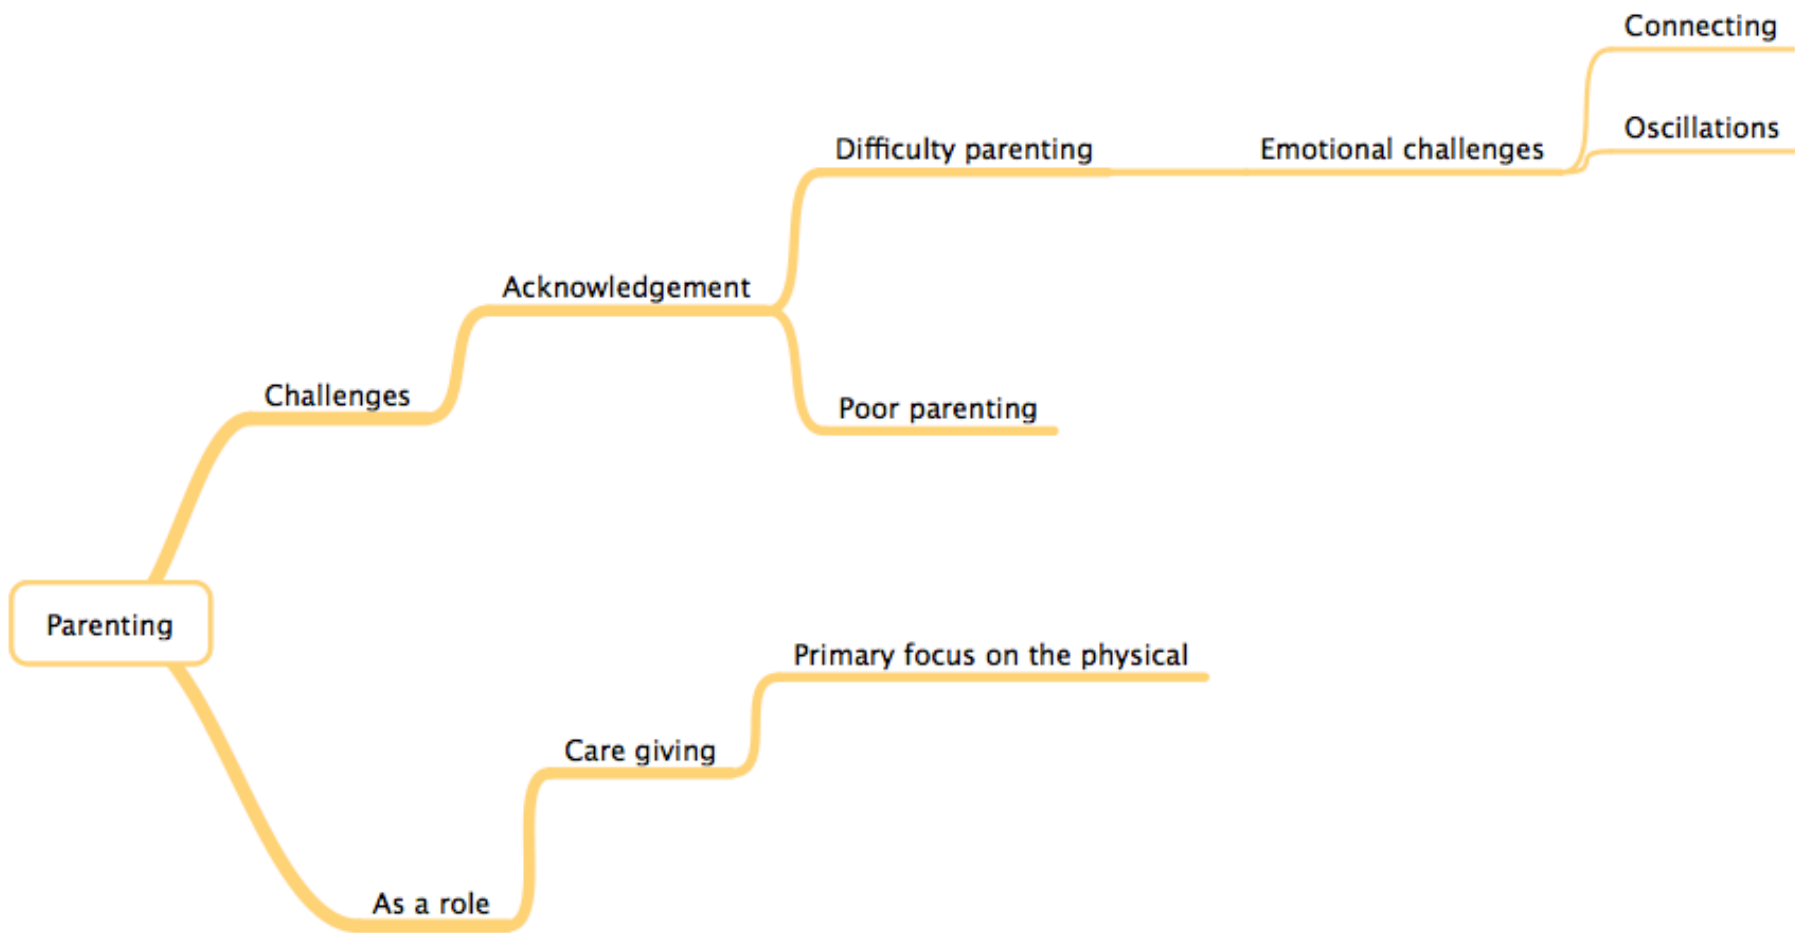 Connecting
Oscillations
Difficulty parenting
Emotional challenges
Acknowledgement
Challenges
Poor parenting
Parenting
Primary focus on the physical
Care giving
As a role